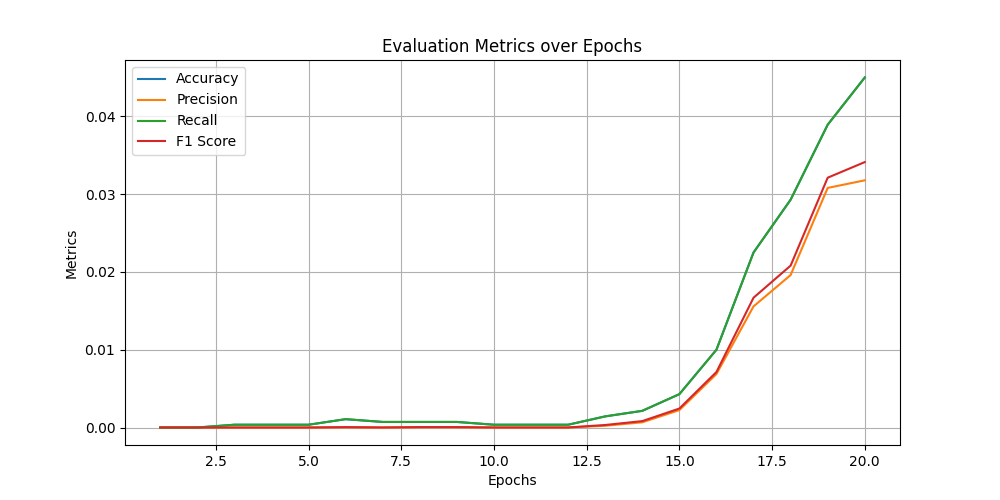 Evaluation Metrics over Epochs
Accuracy
Precision
Recall
F1 Score
Metrics
0.04
0.03
0.02
0.01
0.00
2.5 5.0 7.5 10.0 12.5 15.0 17.5 20.0
Epochs